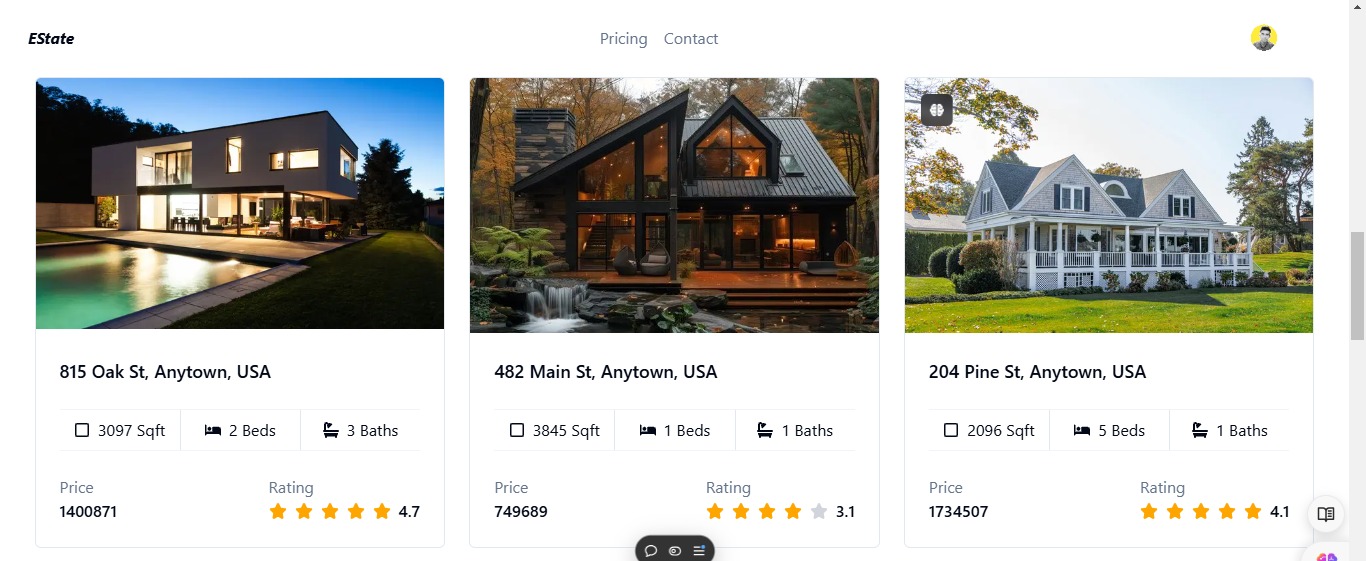 EState
Pricing Contact
815 Oak St, Anytown, USA
3097 Sqft 2 Beds 3 Baths
Price Rating
1400871 4.7
482 Main St, Anytown, USA
3845 Sqft 1 Beds 1 Baths
Price Rating
749689 3.1
204 Pine St, Anytown, USA
2096 Sqft 5 Beds 1 Baths
Price Rating
1734507 4.1